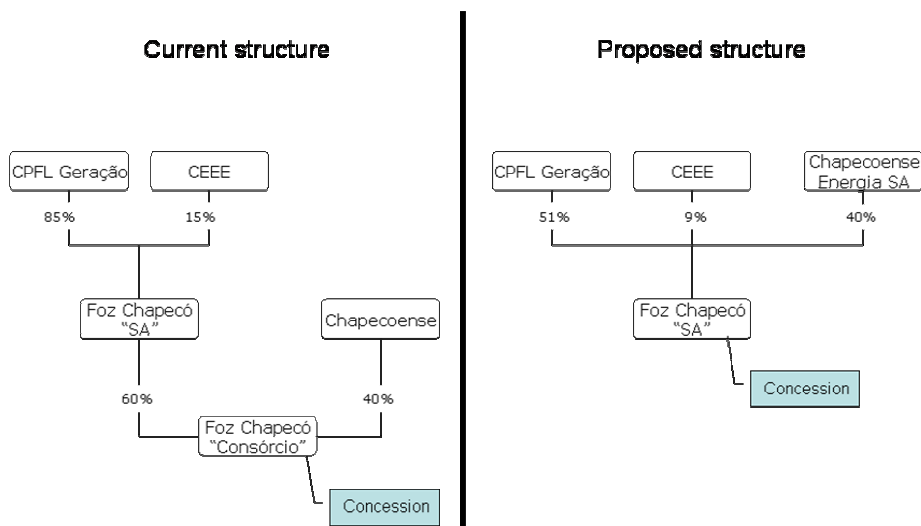 Current structure
CPFL Geração
CEEE
85%
15%
Foz Chapecó
"SA"
Chapecoense
60%
40%
Foz Chapecó
"Consórcio"
Concession
Proposed structure
CPFL Geração
CEEE
Chapecoense
Energia SA
51%
9%
40%
Foz Chapecó
"SA"
Concession